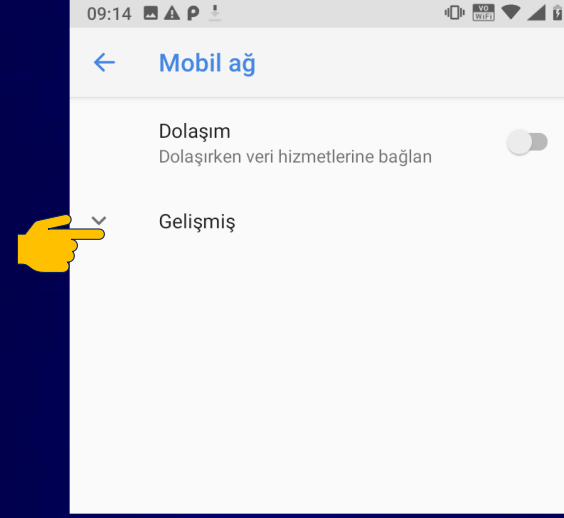 09:14
VO
WiFi
Mobil ağ
Dolaşım
Dolaşırken veri hizmetlerine bağlan
Gelişmiş